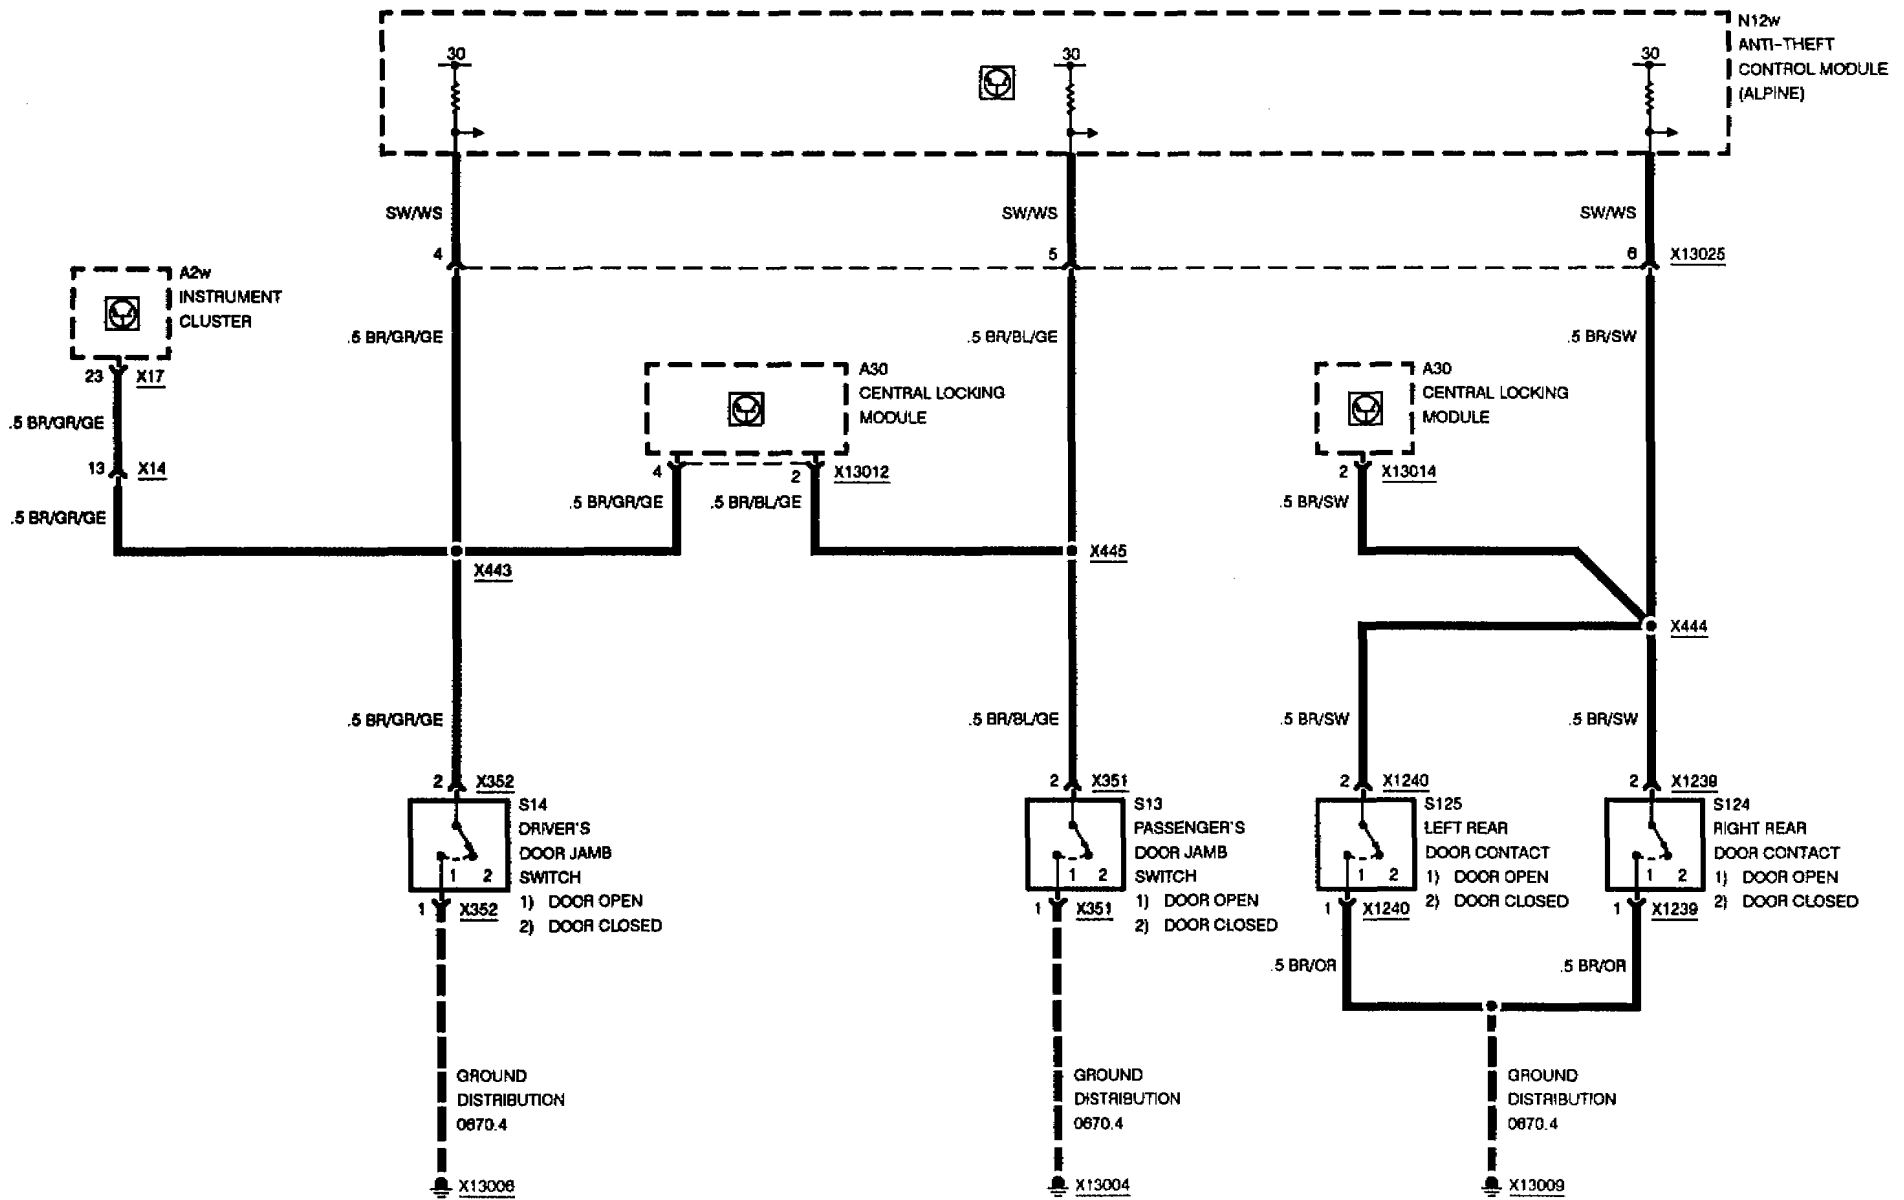 N12w
ANTI-THEFT
CONTROL MODULE
(ALPINE)
30
30
30
SW/WS
SW/WS
SW/WS
4
5
6
X13025
A2w
INSTRUMENT
CLUSTER
.5 BR/GR/GE
.5 BR/BL/GE
.5 BR/SW
23
X17
A30
CENTRAL LOCKING
MODULE
A30
CENTRAL LOCKING
MODULE
.5 BR/GR/GE
13
X14
4
2
X13012
2
X13014
.5 BR/GR/GE
.5 BR/GR/GE
.5 BR/BL/GE
.5 BR/SW
X443
X445
X444
.5 BR/GR/GE
.5 BR/BL/GE
.5 BR/SW
.5 BR/SW
2
X352
2
X351
2
X1240
2
X1239
S14
DRIVER'S
DOOR JAMB
SWITCH
1) DOOR OPEN
2) DOOR CLOSED
1 2
S13
PASSENGER'S
DOOR JAMB
SWITCH
1) DOOR OPEN
2) DOOR CLOSED
1 2
S125
LEFT REAR
DOOR CONTACT
1) DOOR OPEN
2) DOOR CLOSED
1 2
S124
RIGHT REAR
DOOR CONTACT
1) DOOR OPEN
2) DOOR CLOSED
1 2
1
X352
1
X351
1
X1240
1
X1239
.5 BR/OR
.5 BR/OR
GROUND
DISTRIBUTION
0670.4
GROUND
DISTRIBUTION
0670.4
GROUND
DISTRIBUTION
0670.4
X13006
X13004
X13009